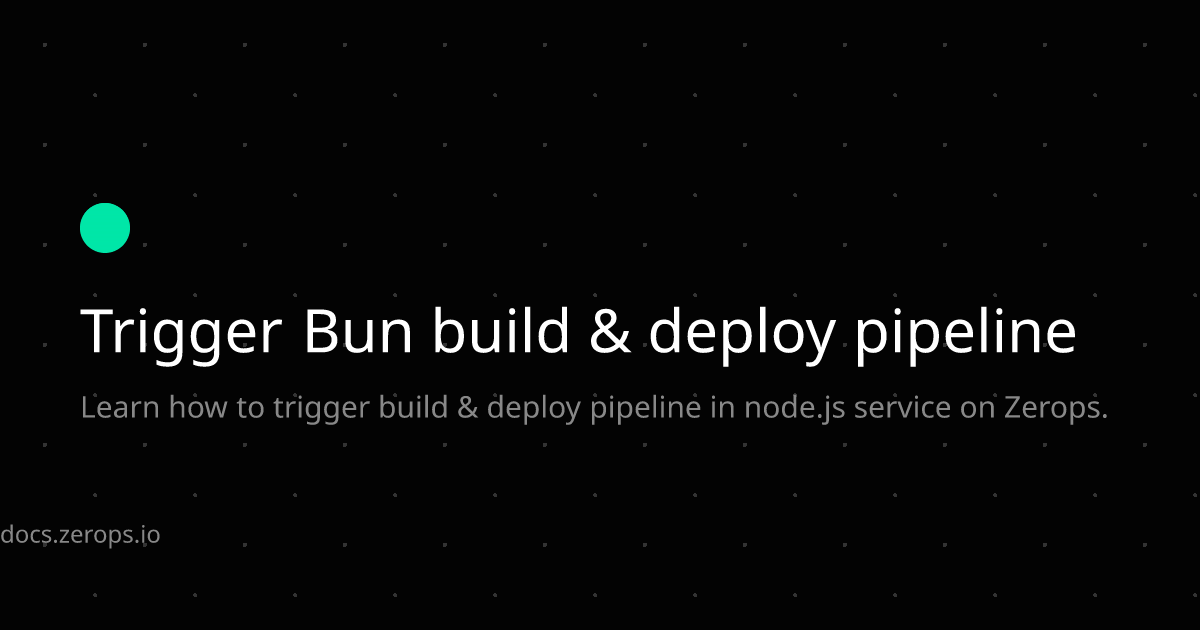 Trigger Bun build & deploy pipeline
Learn how to trigger build & deploy pipeline in node.js service on Zerops.
docs.zerops.io